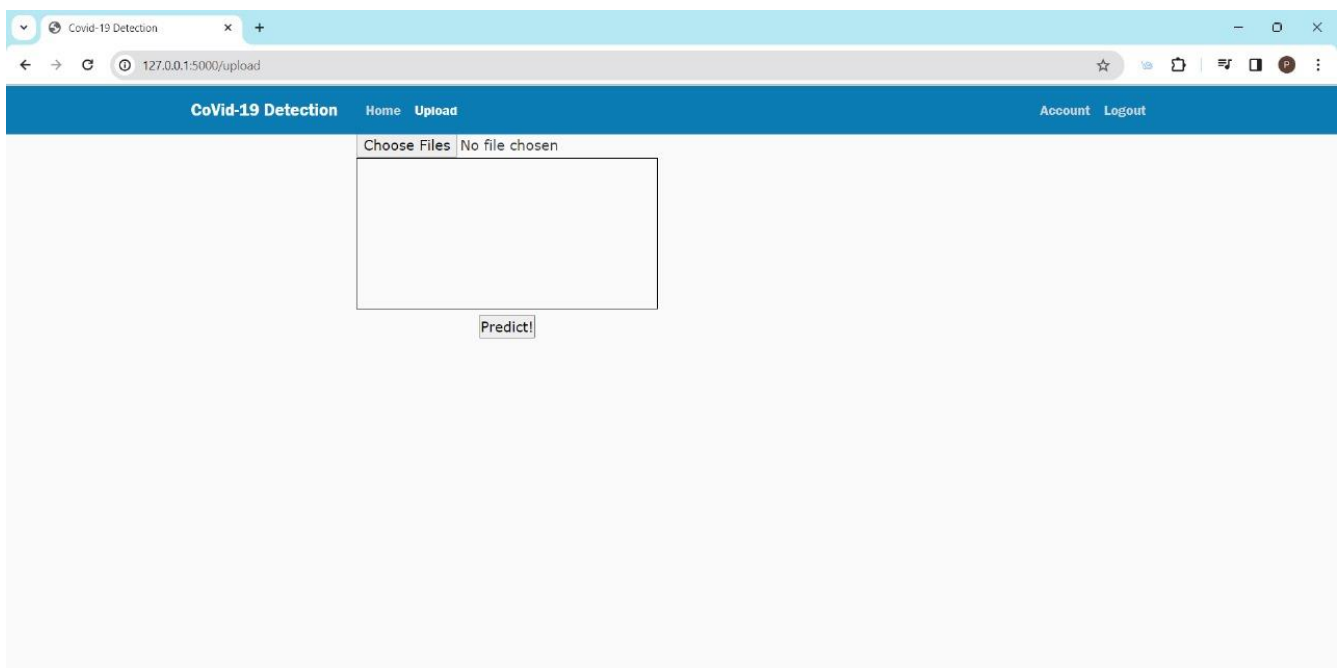 Covid-19 Detection
127.0.0.1:5000/upload
P
CoVid-19 Detection Home Upload Account Logout
Choose Files No file chosen
Predict!